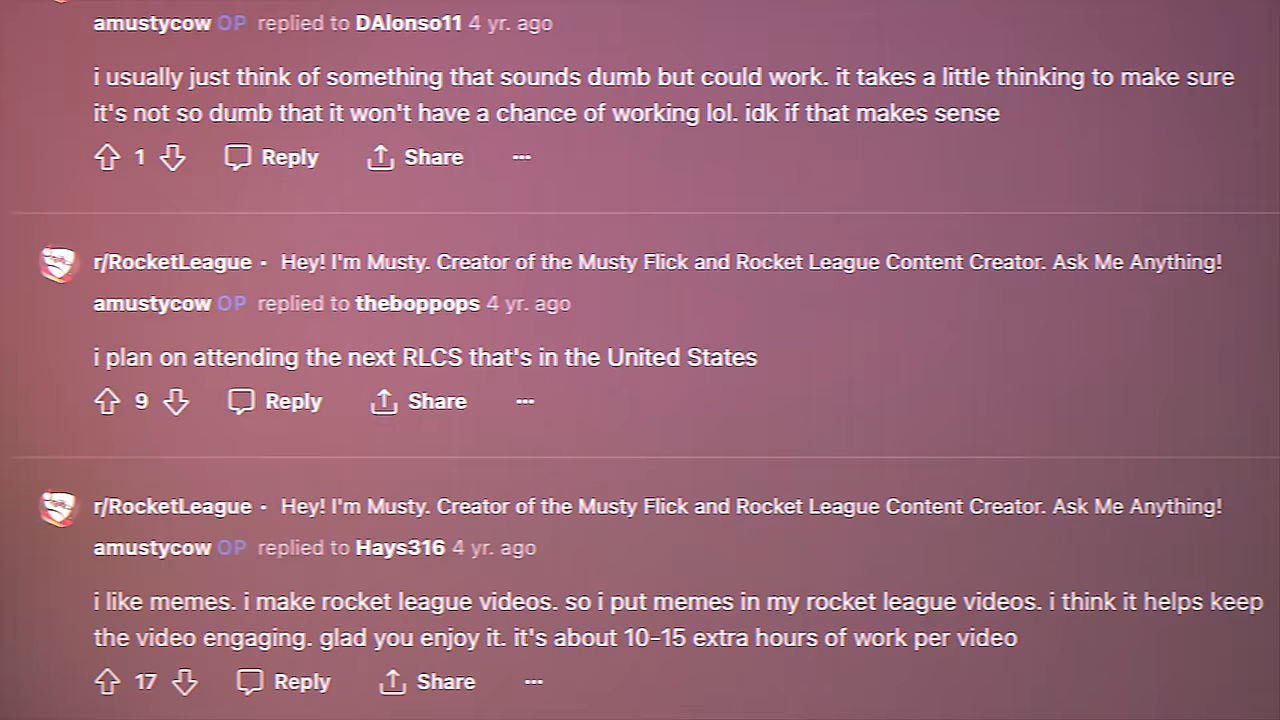 amustycow OP replied to DAlonso11 4 yr. ago
i usually just think of something that sounds dumb but could work. it takes a little thinking to make sure
it's not so dumb that it won't have a chance of working lol. idk if that makes sense
1 Reply Share ...
r/RocketLeague • Hey! I'm Musty. Creator of the Musty Flick and Rocket League Content Creator. Ask Me Anything!
amustycow OP replied to theboppops 4 yr. ago
i plan on attending the next RLCS that's in the United States
9 Reply Share ...
r/RocketLeague • Hey! I'm Musty. Creator of the Musty Flick and Rocket League Content Creator. Ask Me Anything!
amustycow OP replied to Hays316 4 yr. ago
i like memes. i make rocket league videos. so i put memes in my rocket league videos. i think it helps keep
the video engaging. glad you enjoy it. it's about 10-15 extra hours of work per video
17 Reply Share ...